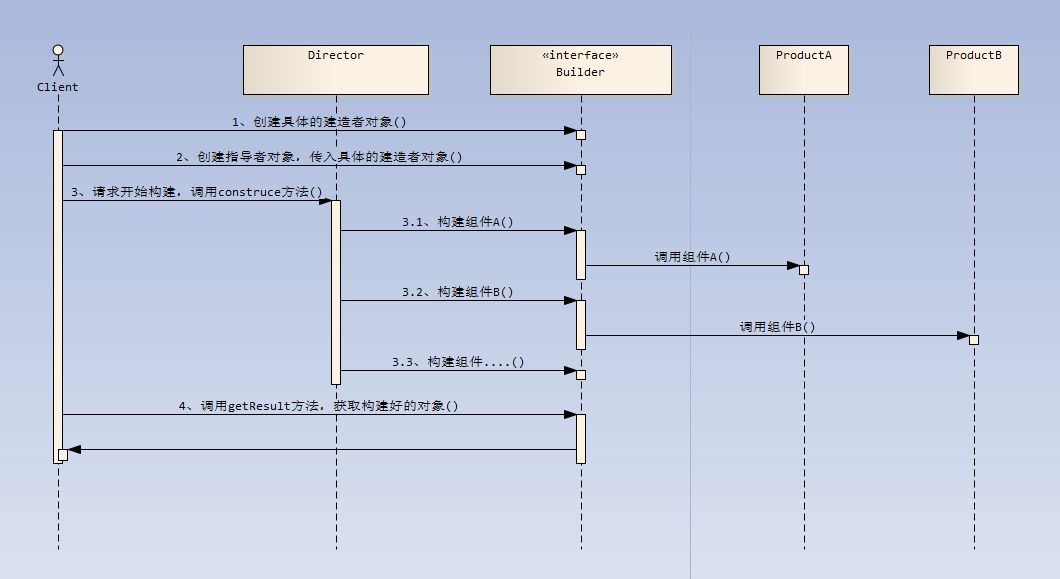 Client
Director
«interface»
Builder
ProductA
ProductB
1、创建具体的建造者对象()
2、创建指导者对象，传入具体的建造者对象()
3、请求开始构建，调用construce方法()
3.1、构建组件A()
调用组件A()
3.2、构建组件B()
调用组件B()
3.3、构建组件....()
4、调用getResult方法，获取构建好的对象()